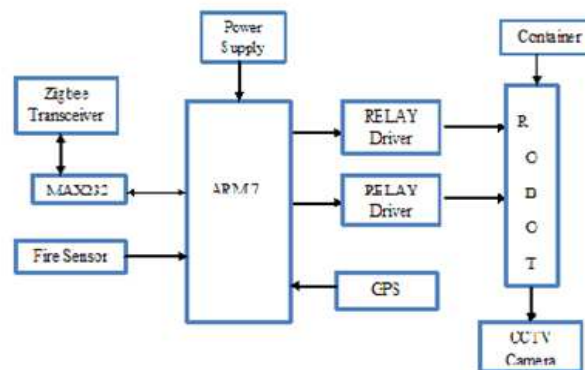 Power
Supply
Container
Zigbee
Transceiver
RELAY
Driver
R
O
B
O
T
MAX232
ARM 7
RELAY
Driver
Fire Sensor
GPS
CCTV
Camera